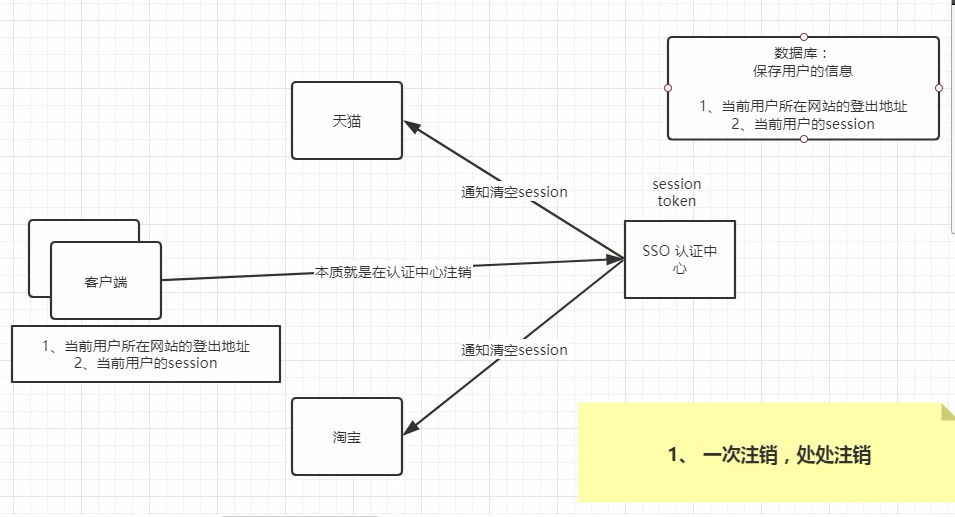 数据库：
保存用户的信息
1、当前用户所在网站的登出地址
2、当前用户的session
天猫
通知清空session
session
token
SSO 认证中
心
本质就是在认证中心注销
客户端
1、当前用户所在网站的登出地址
2、当前用户的session
通知清空session
淘宝
1、 一次注销，处处注销